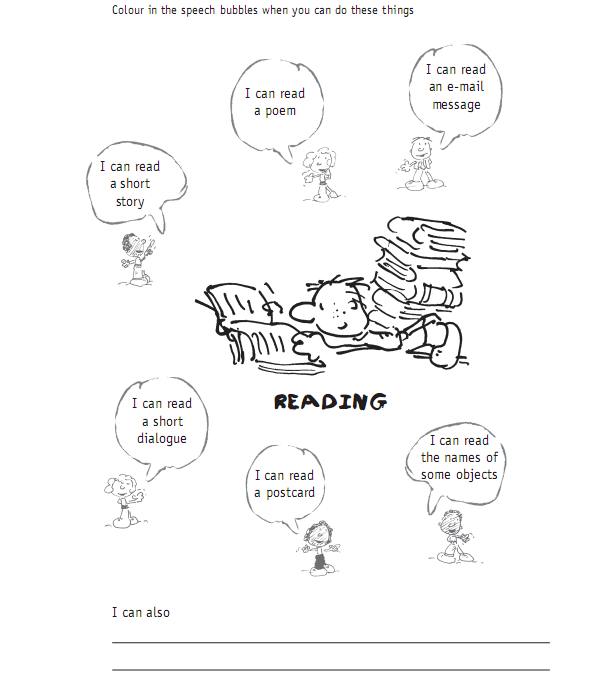 Colour in the speech bubbles when you can do these things
I can read
a poem
I can read
an e-mail
message
I can read
a short
story
READING
I can read
a short
dialogue
I can read
a postcard
I can read
the names of
some objects
I can also